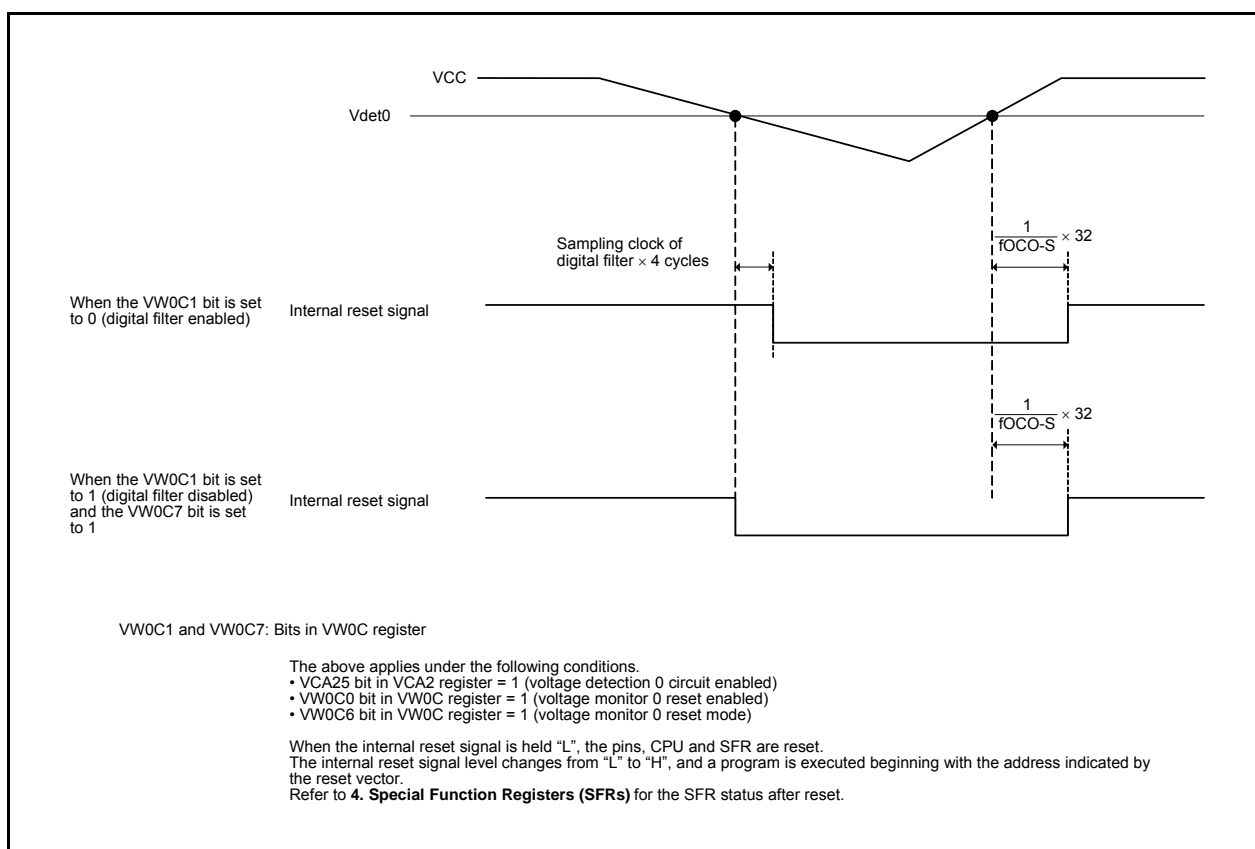 VCC
Vdet0
Sampling clock of
digital filter × 4 cycles
1
fOCO-S
× 32
When the VW0C1 bit is set
to 0 (digital filter enabled)
Internal reset signal
1
fOCO-S
× 32
When the VW0C1 bit is set
to 1 (digital filter disabled)
and the VW0C7 bit is set
to 1
Internal reset signal
VW0C1 and VW0C7: Bits in VW0C register
The above applies under the following conditions.
• VCA25 bit in VCA2 register = 1 (voltage detection 0 circuit enabled)
• VW0C0 bit in VW0C register = 1 (voltage monitor 0 reset enabled)
• VW0C6 bit in VW0C register = 1 (voltage monitor 0 reset mode)
When the internal reset signal is held “L”, the pins, CPU and SFR are reset.
The internal reset signal level changes from “L” to “H”, and a program is executed beginning with the address indicated by
the reset vector.
Refer to 4. Special Function Registers (SFRs) for the SFR status after reset.